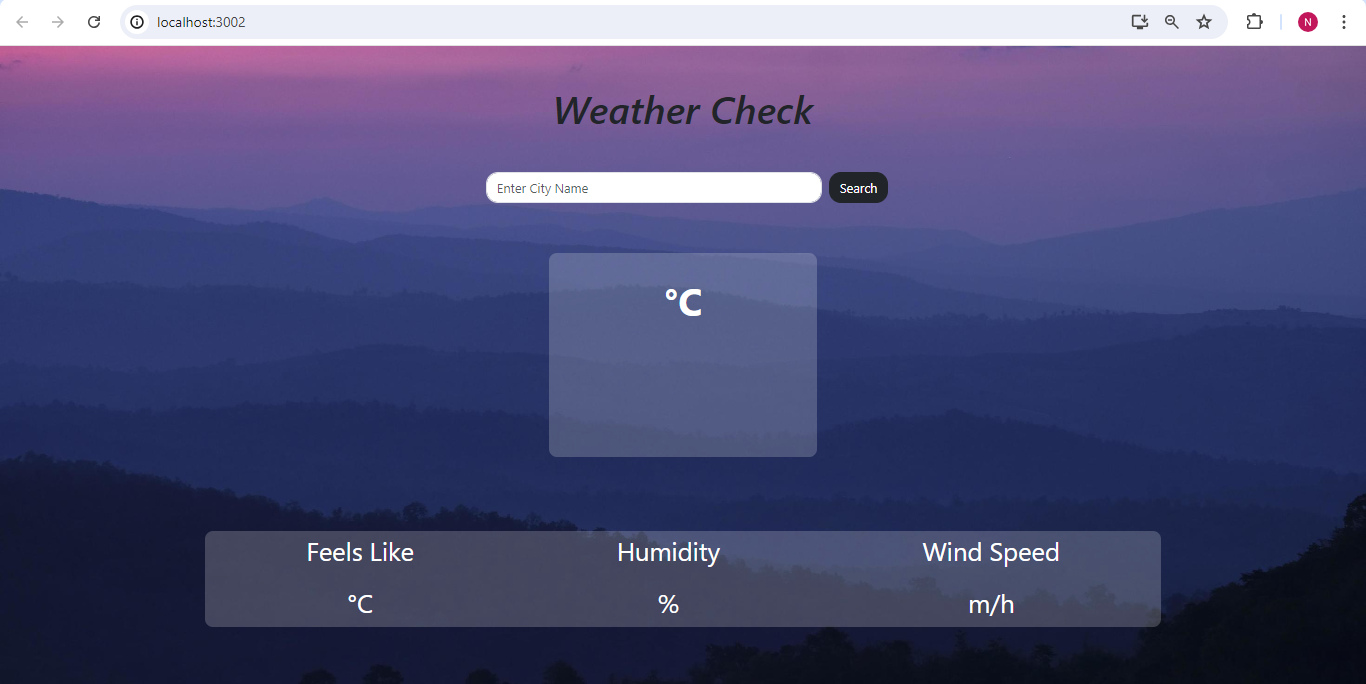 localhost:3002
N
Weather Check
Enter City Name
Search
°C
Feels Like Humidity Wind Speed
°C % m/h